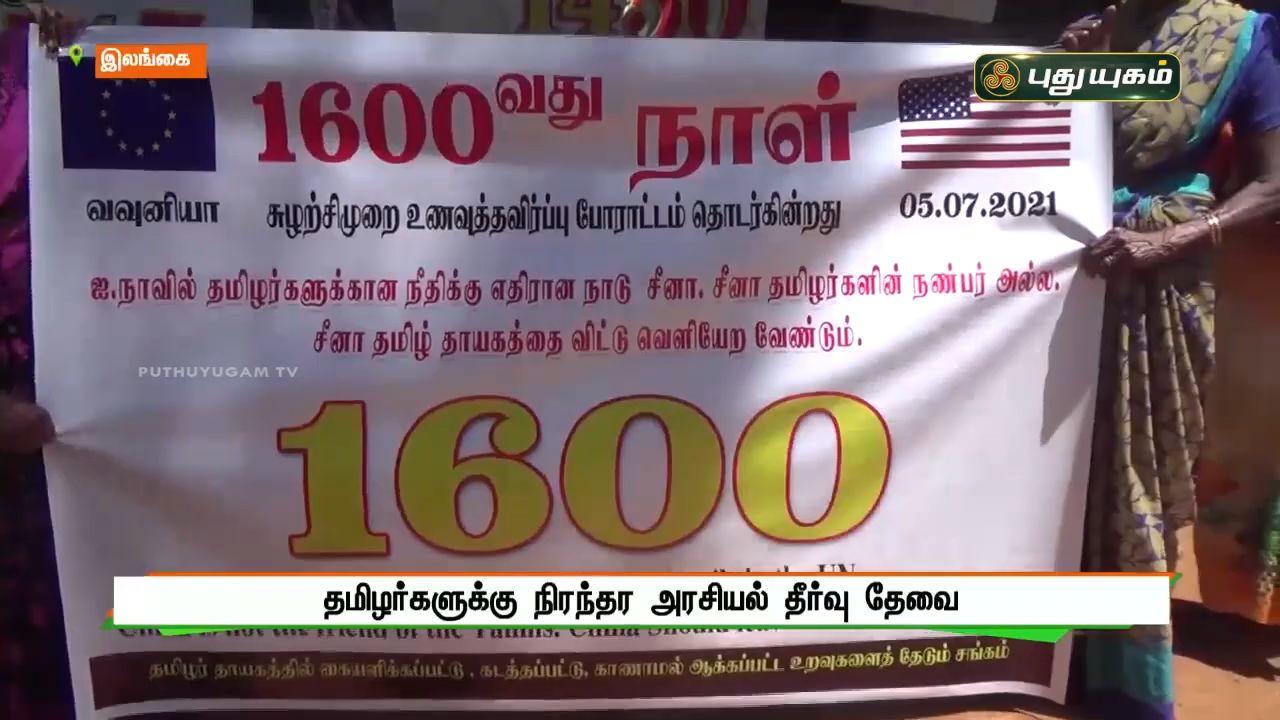 இலங்கை
புதுயுகம்
1600வது நாள்
வவுனியா
சுழற்சிமுறை உணவுத்தவிர்ப்பு போராட்டம் தொடர்கின்றது
05.07.2021
ஐ.நாவில் தமிழர்களுக்கான நீதிக்கு எதிரான நாடு சீனா. சீனா தமிழர்களின் நண்பர் அல்ல.
சீனா தமிழ் தாயகத்தை விட்டு வெளியேற வேண்டும்.
PUTHUYUGAM TV
1600
தமிழர்களுக்கு நிரந்தர அரசியல் தீர்வு தேவை
தமிழர் தாயகத்தில் கையளிக்கப்பட்டு , கடத்தப்பட்டு, காணாமல் ஆக்கப்பட்ட உறவுகளைத் தேடும் சங்கம்